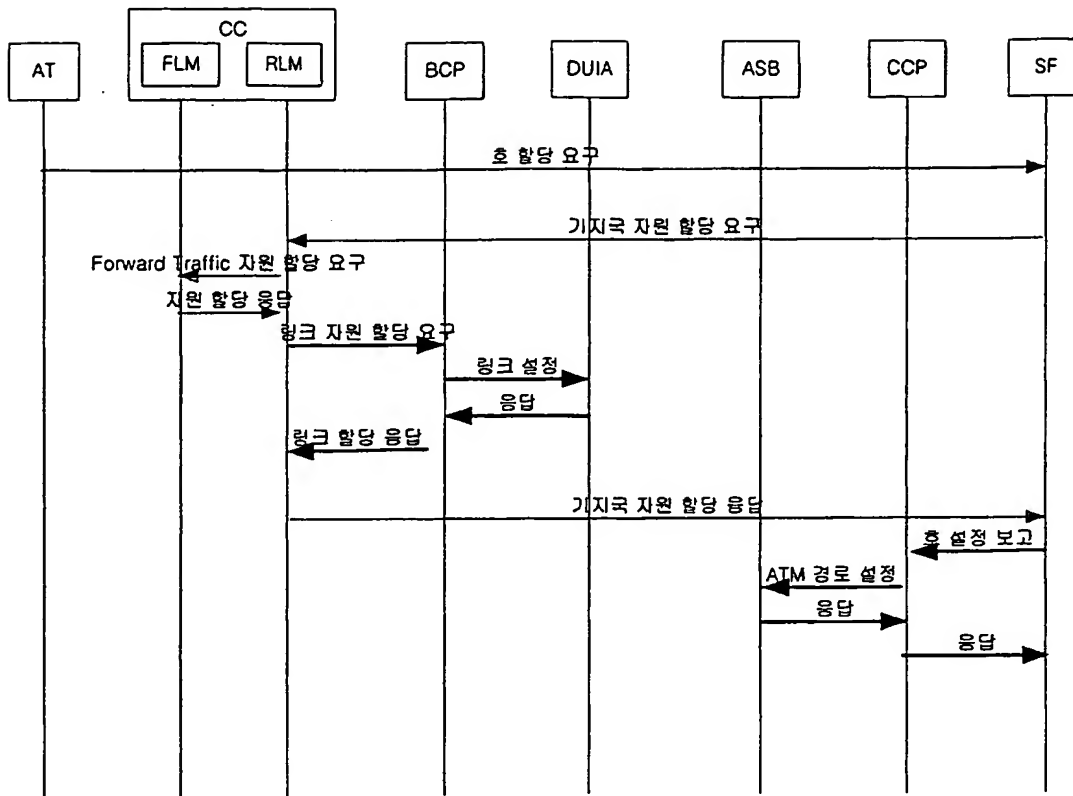 CC
AT
FLM
RLM
BCP
DUIA
ASB
CCP
SF
호 할당 요구
기지국 자원 할당 요구
Forward Traffic 자원 할당 요구
자원 할당 응답
링크 자원 할당 요구
링크 설정
응답
링크 할당 응답
기지국 자원 할당 응답
호 설정 보고
ATM 경로 설정
응답
응답